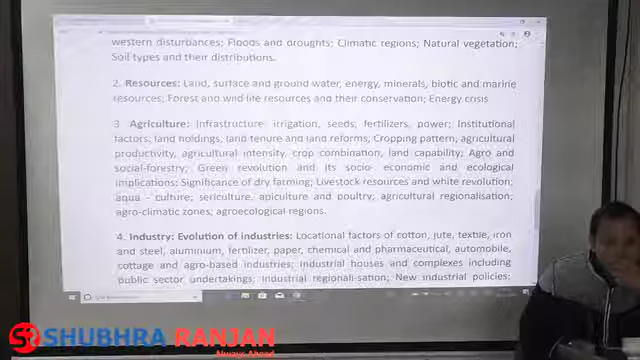 western disturbances; Floods and droughts; Climatic regions; Natural vegetation;
Soil types and their distributions.
2. Resources: Land, surface and ground water, energy, minerals, biotic and marine
resources; Forest and wild life resources and their conservation; Energy crisis
3. Agriculture: Infrastructure: irrigation, seeds, fertilizers, power; Institutional
factors; land holdings, land tenure and land reforms; Cropping pattern, agricultural
productivity, agricultural intensity, crop combination, land capability; Agro and
social-forestry; Green revolution and its socio- economic and ecological
implications; Significance of dry farming; Livestock resources and white revolution;
aqua - culture; sericulture, apiculture and poultry; agricultural regionalisation;
agro-climatic zones; agroecological regions.
4. Industry: Evolution of industries: Locational factors of cotton, jute, textile, iron
and steel, aluminium, fertilizer, paper, chemical and pharmaceutical, automobile,
cottage and agro-based industries; Industrial houses and complexes including
public sector undertakings; Industrial regionali-sation; New industrial policies;
SHUBHRA RANJAN
Always Ahead